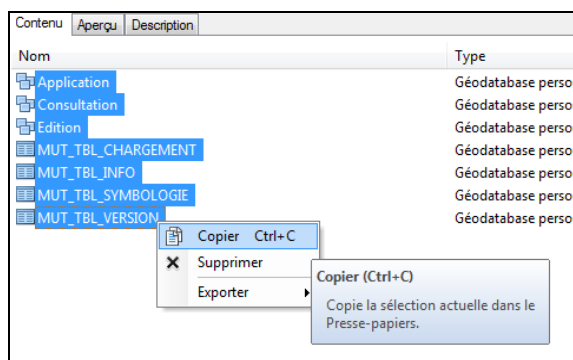 Contenu Aperçu Description
Nom Type
Application Géodatabase perso
Consultation Géodatabase perso
Edition Géodatabase perso
MUT_TBL_CHARGEMENT Géodatabase perso
MUT_TBL_INFO Géodatabase perso
MUT_TBL_SYMBOLOGIE Géodatabase perso
MUT_TBL_VERSION Géodatabase perso
Copier Ctrl+C
Supprimer
Exporter
Copier (Ctrl+C)
Copie la sélection actuelle dans le
Presse-papiers.